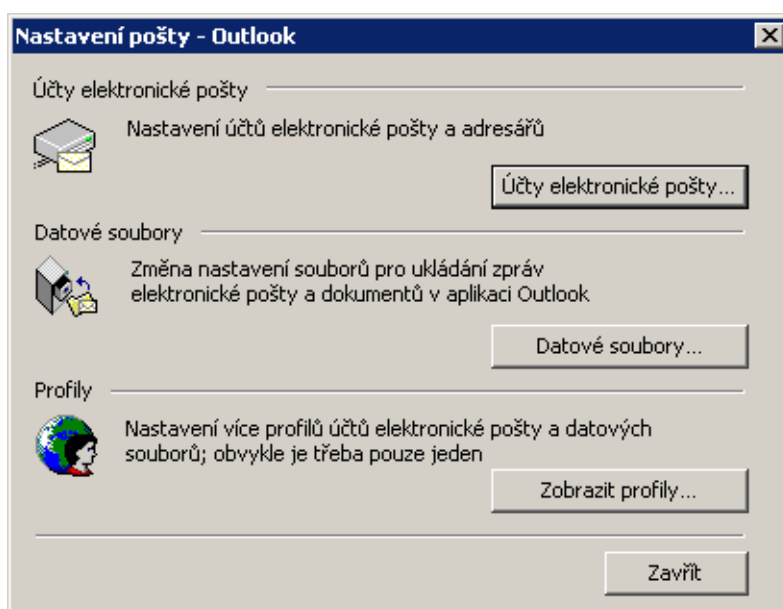 Nastavení pošty - Outlook
Účty elektronické pošty
Nastavení účtů elektronické pošty a adresářů
Účty elektronické pošty...
Datové soubory
Změna nastavení souborů pro ukládání zpráv
elektronické pošty a dokumentů v aplikaci Outlook
Datové soubory...
Profily
Nastavení více profilů účtů elektronické pošty a datových
souborů; obvykle je třeba pouze jeden
Zobrazit profily...
Zavřít